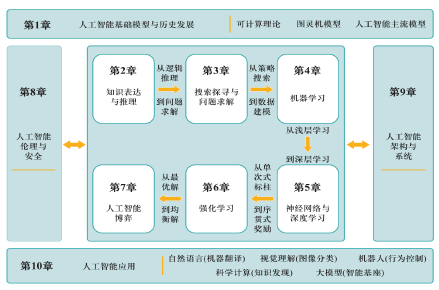 第1章 人工智能基础模型与历史发展 可计算理论 图灵机模型 人工智能主流模型
第8章
人工智能
伦理与
安全
第2章
知识表达
与推理
从逻辑
推理
到问题
求解
第3章
搜索探寻与
问题求解
从策略
搜索
到数据
建模
第4章
机器学习
从浅层学习
到深层学习
第5章
神经网络与
深度学习
从单
次式
标柱
到序
贯式
奖励
第6章
强化学习
从最
优解
到均
衡解
第7章
人工智能
博弈
第9章
人工智能
架构与
系统
第10章 人工智能应用
自然语言(机器翻译) 视觉理解(图像分类) 机器人(行为控制)
科学计算(知识发现) 大模型(智能基座)